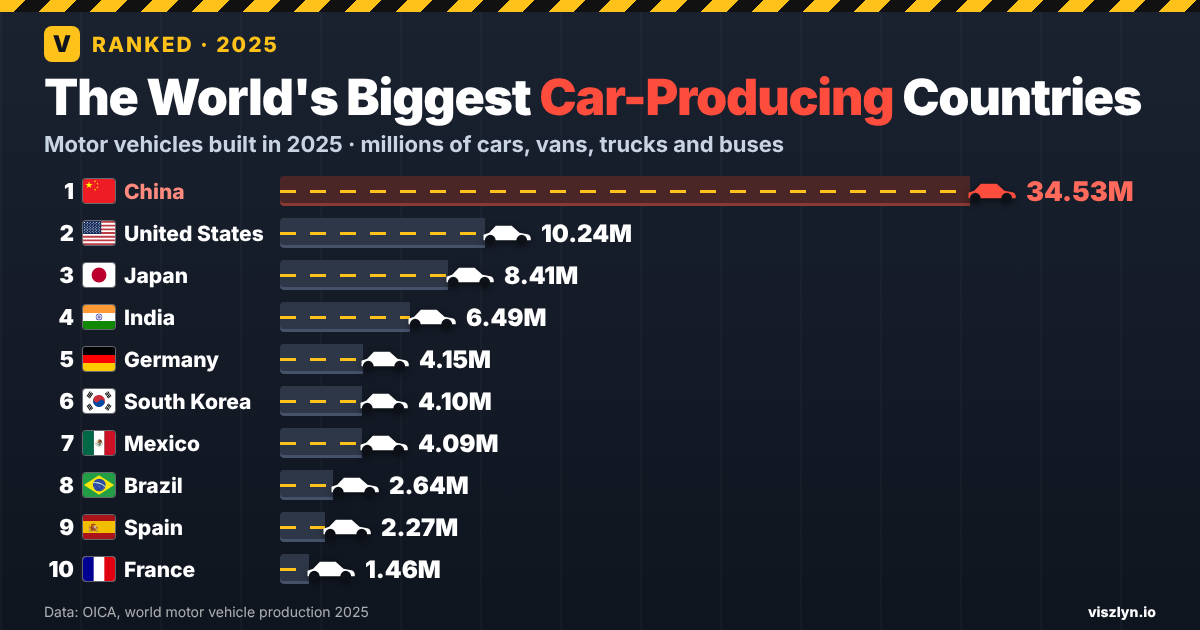 V RANKED · 2025
The World's Biggest Car-Producing Countries
Motor vehicles built in 2025 · millions of cars, vans, trucks and buses
1 China 34.53M
2 United States 10.24M
3 Japan 8.41M
4 India 6.49M
5 Germany 4.15M
6 South Korea 4.10M
7 Mexico 4.09M
8 Brazil 2.64M
9 Spain 2.27M
10 France 1.46M
Data: OICA, world motor vehicle production 2025 viszlyn.io